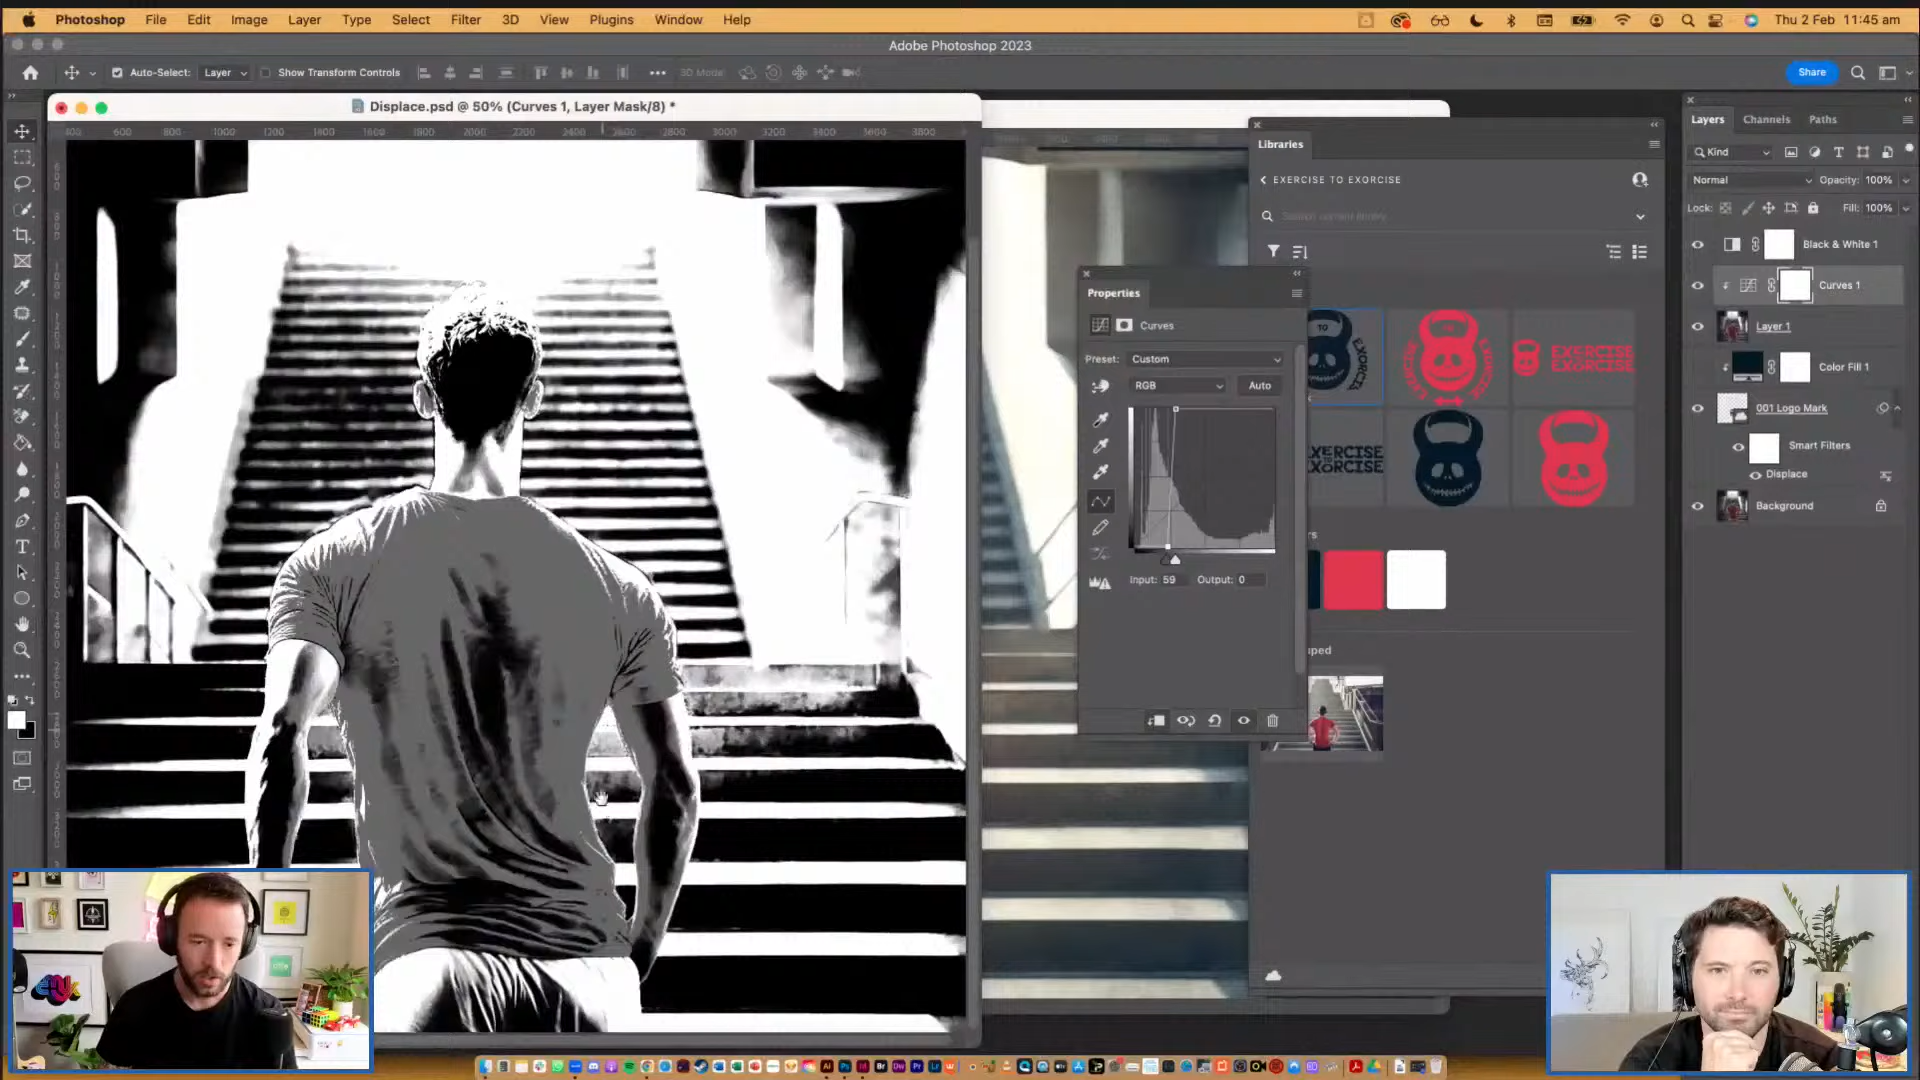 Photoshop File Edit Image Layer Type Select Filter 3D View Plugins Window Help
Thu 2 Feb 11:45 am
Adobe Photoshop 2023
Auto-Select: Layer Show Transform Controls 3D Mode
Share
Displace.psd @ 50% (Curves 1, Layer Mask/8) *
600 800 1000 1200 1400 1600 1800 2000 2200 2400 2600 2800 3000 3200 3400 3600 3800
Libraries
EXERCISE TO EXORCISE
Search current library
Properties
Curves
Preset: Custom
RGB Auto
Input: 59 Output: 0
EXERCISE
EXORCISE
Layers Channels Paths
Kind
Normal Opacity: 100%
Lock: Fill: 100%
Black & White 1
Curves 1
Layer 1
Color Fill 1
001 Logo Mark
Smart Filters
Displace
Background